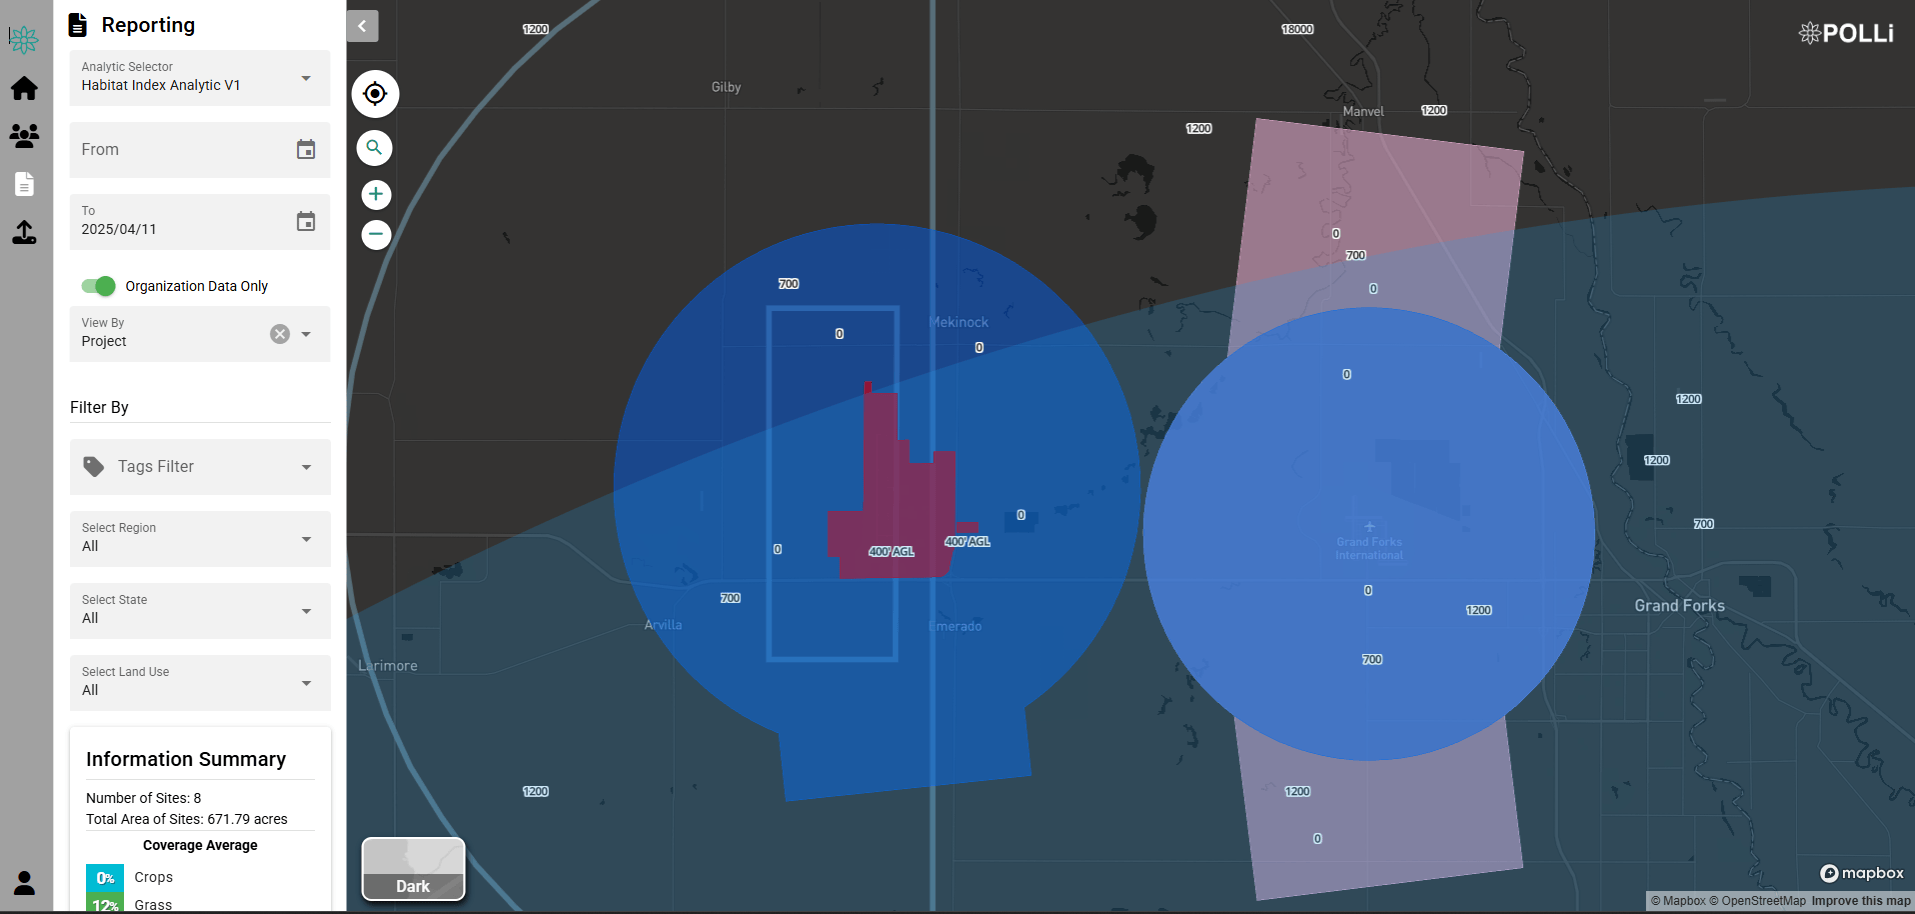 Reporting
Analytic Selector
Habitat Index Analytic V1
From
To
2025/04/11
Organization Data Only
View By
Project
Filter By
Tags Filter
Select Region
All
Select State
All
Select Land Use
All
Information Summary
Number of Sites: 8
Total Area of Sites: 671.79 acres
Coverage Average
0% Crops
12% Grass
POLLi
1200
18000
Gilby
Manvel
1200
1200
0
700
700
0
Mekinock
0
0
0
1200
1200
0
700
0
400' AGL
400' AGL
Grand Forks
International
0
700
1200
Grand Forks
Arvilla
Emerado
Larimore
700
1200
1200
0
Dark
mapbox
© Mapbox © OpenStreetMap Improve this map